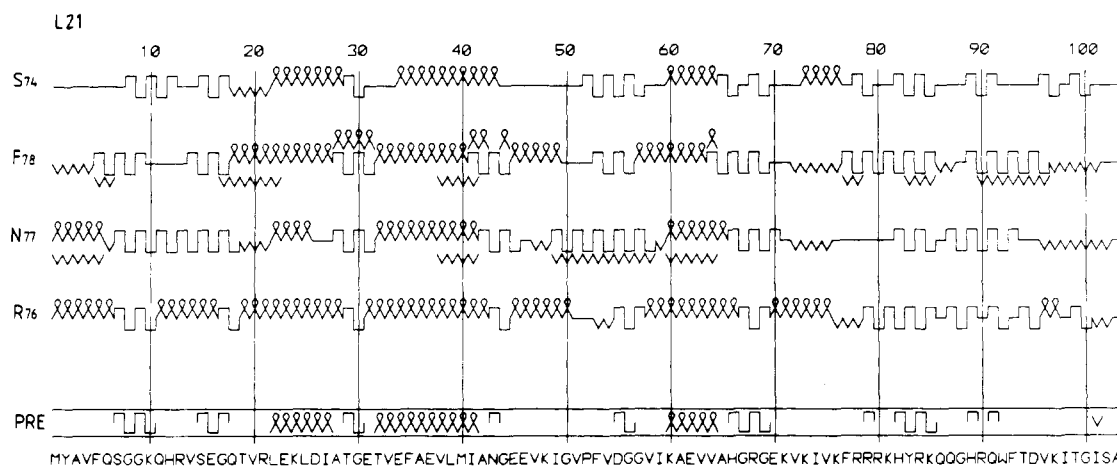 L21
10 20 30 40 50 60 70 80 90 100
S74
F78
N77
R76
PRE
MYAVFQSGGKQHRVSEGQTVRLEKLDIATGETVEFAEVLMIANGEEVKIGVPFVDGGVIKAEVVAHGRGEKVKIVKFRRRKHYRKQQGHRQWFTDVKITGISA